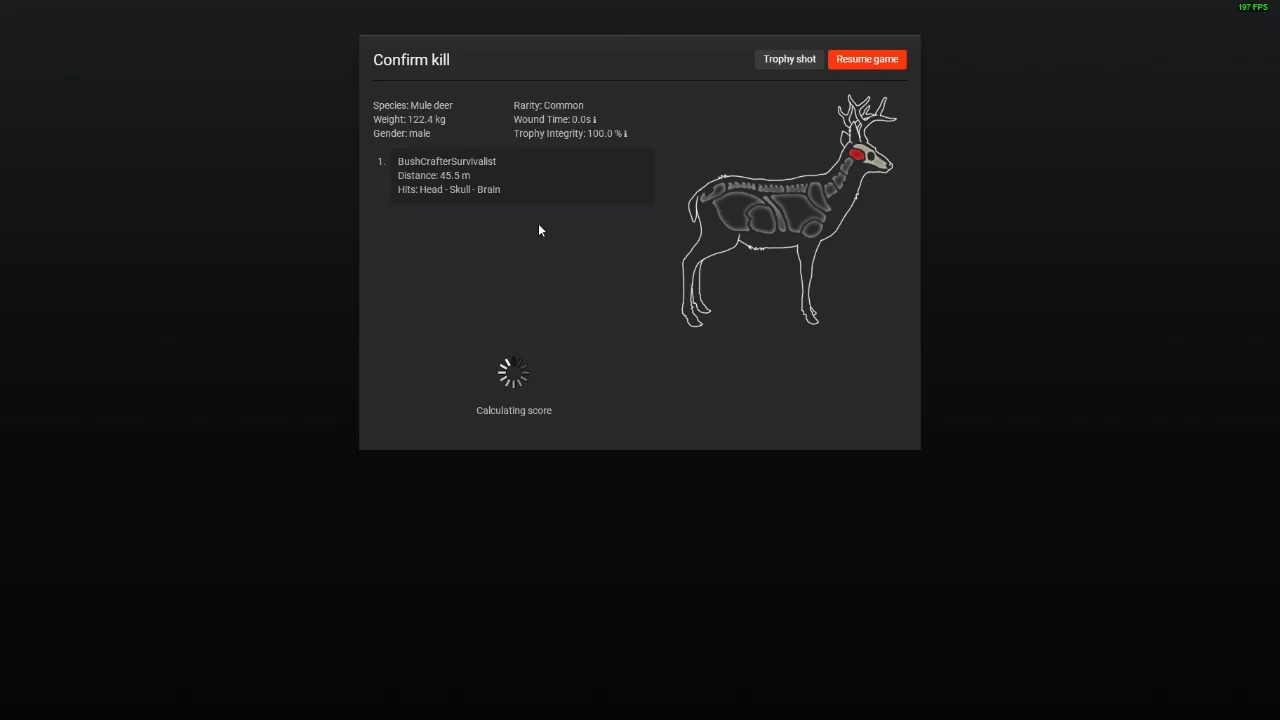 197 FPS
Confirm kill
Trophy shot
Resume game
Species: Mule deer
Weight: 122.4 kg
Gender: male
Rarity: Common
Wound Time: 0.0s i
Trophy Integrity: 100.0 % i
1.
BushCrafterSurvivalist
Distance: 45.5 m
Hits: Head - Skull - Brain
Calculating score